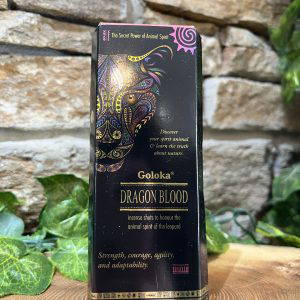 The Secret Power of Animal Spirit
Discover
your spirit animal
& learn the truth
about nature.
Goloka®
DRAGON BLOOD
incense shots to honour the
animal spirit of the leopard
Strength, courage, agility,
and adaptability.